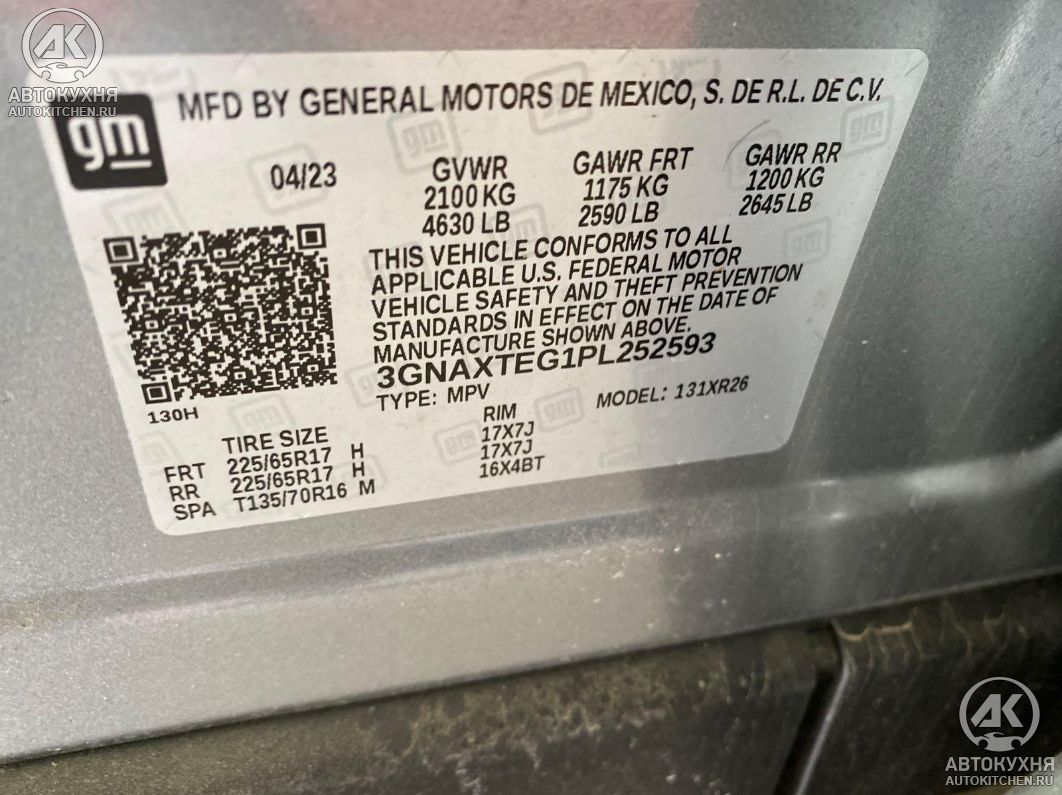 AK
АВТОКУХНЯ
AUTOKITCHEN.RU
gm
MFD BY GENERAL MOTORS DE MEXICO, S. DE R.L. DE C.V.
04/23
GVWR
2100 KG
4630 LB
GAWR FRT
1175 KG
2590 LB
GAWR RR
1200 KG
2645 LB
THIS VEHICLE CONFORMS TO ALL
APPLICABLE U.S. FEDERAL MOTOR
VEHICLE SAFETY AND THEFT PREVENTION
STANDARDS IN EFFECT ON THE DATE OF
MANUFACTURE SHOWN ABOVE.
3GNAXTEG1PL252593
TYPE: MPV MODEL: 131XR26
130H
TIRE SIZE RIM
FRT 225/65R17 H 17X7J
RR 225/65R17 H 17X7J
SPA T135/70R16 M 16X4BT
AK
АВТОКУХНЯ
AUTOKITCHEN.RU